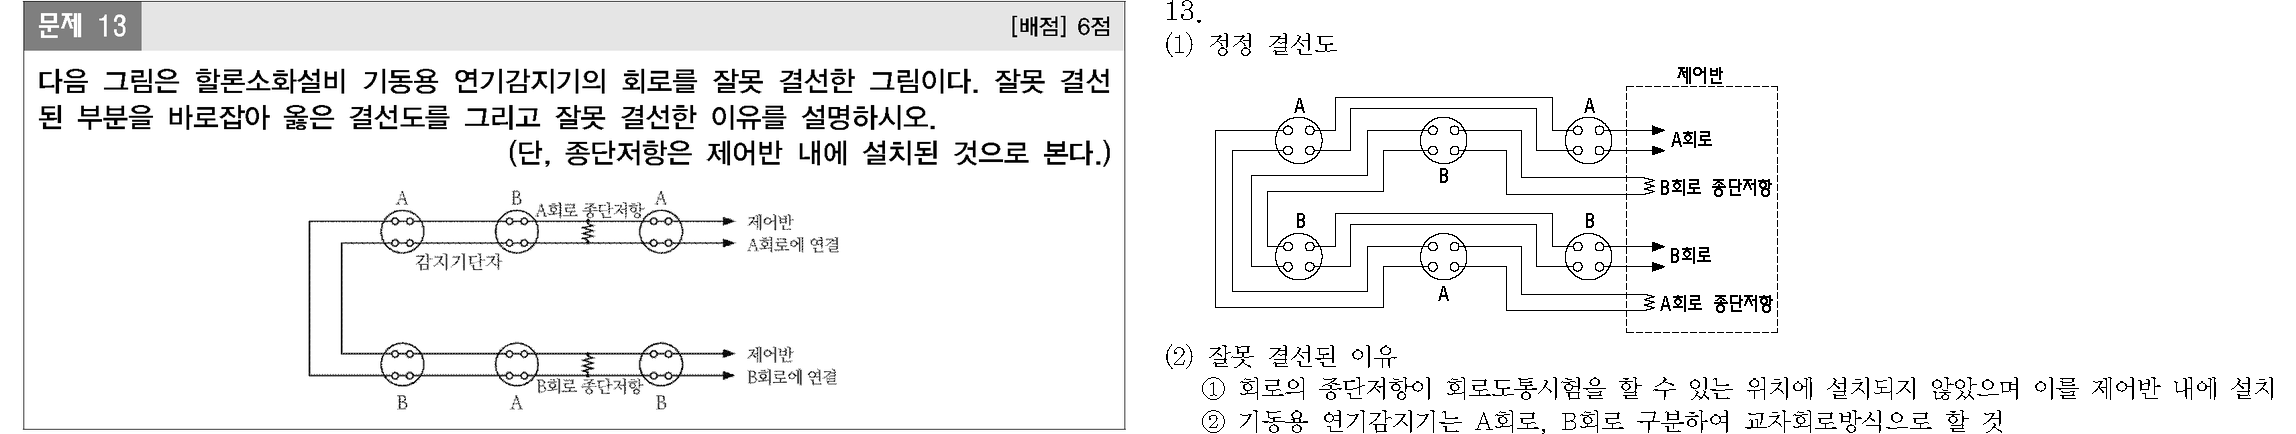 문제 13
[배점] 6점
다음 그림은 할론소화설비 기동용 연기감지기의 회로를 잘못 결선한 그림이다. 잘못 결선
된 부분을 바로잡아 옳은 결선도를 그리고 잘못 결선한 이유를 설명하시오.
(단, 종단저항은 제어반 내에 설치된 것으로 본다.)
A
B
A회로 종단저항
A
제어반
A회로에 연결
감지기단자
제어반
B회로에 연결
B회로 종단저항
B
A
B
13.
(1) 정정 결선도
제어반
A
A
A회로
B
B회로 종단저항
B
B
B회로
A
A회로 종단저항
(2) 잘못 결선된 이유
① 회로의 종단저항이 회로도통시험을 할 수 있는 위치에 설치되지 않았으며 이를 제어반 내에 설치
② 기동용 연기감지기는 A회로, B회로 구분하여 교차회로방식으로 할 것